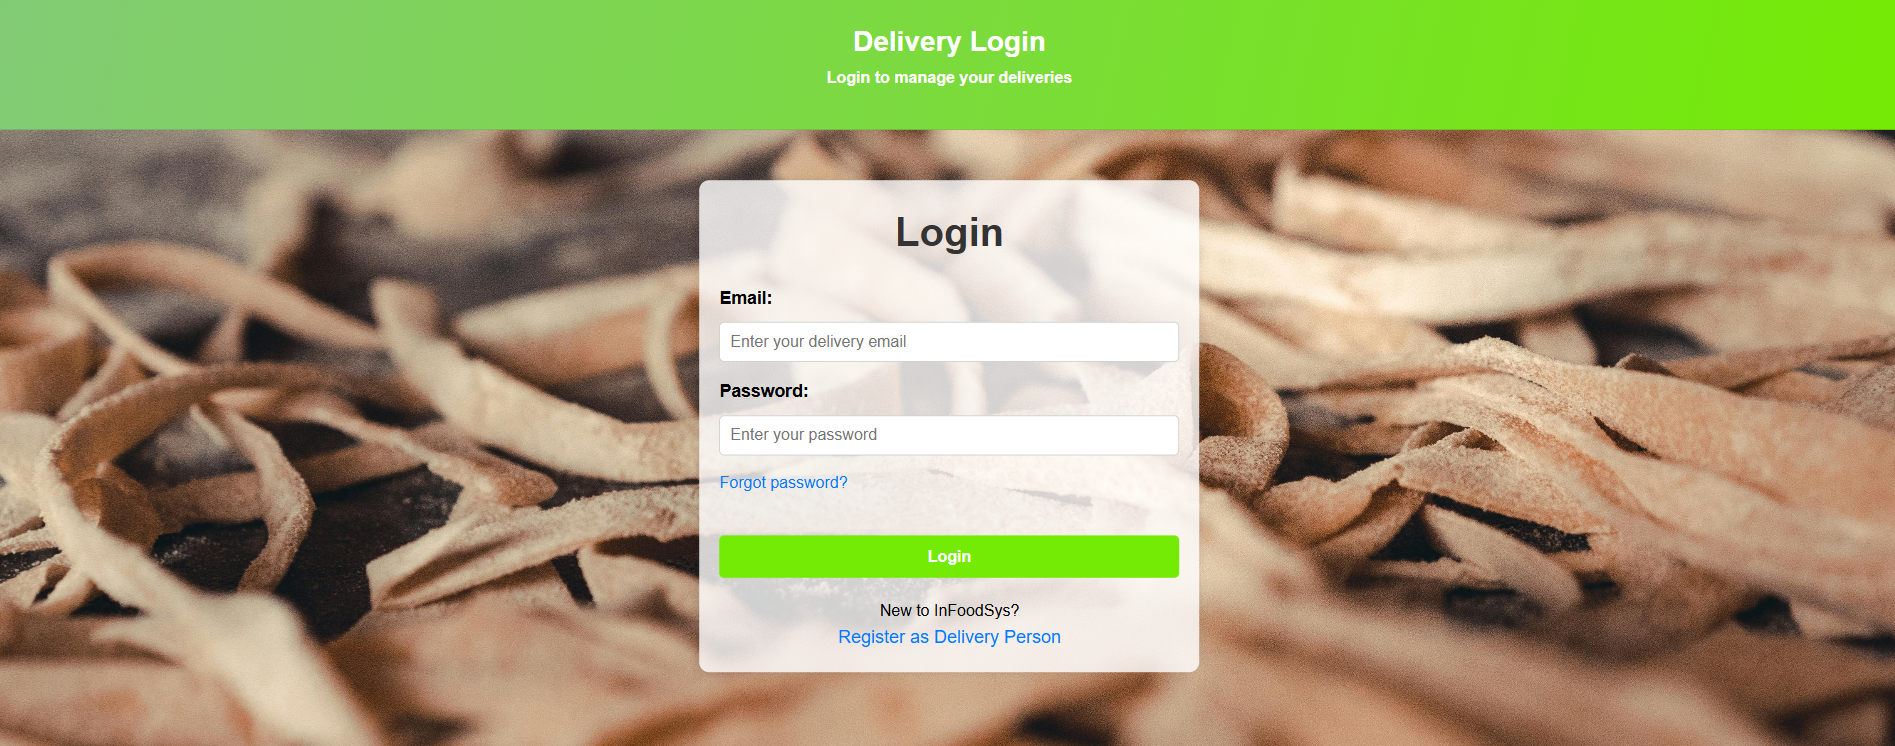 Delivery Login
Login to manage your deliveries
Login
Email:
Enter your delivery email
Password:
Enter your password
Forgot password?
Login
New to InFoodSys?
Register as Delivery Person